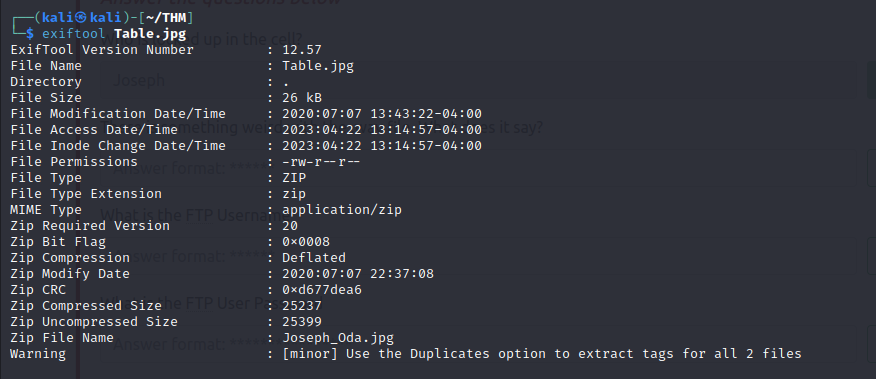 ┌──(kali㉿kali)-[~/THM]
└─$ exiftool Table.jpg
ExifTool Version Number : 12.57
File Name : Table.jpg
Directory : .
File Size : 26 kB
File Modification Date/Time : 2020:07:07 13:43:22-04:00
File Access Date/Time : 2023:04:22 13:14:57-04:00
File Inode Change Date/Time : 2023:04:22 13:14:57-04:00
File Permissions : -rw-r--r--
File Type : ZIP
File Type Extension : zip
MIME Type : application/zip
Zip Required Version : 20
Zip Bit Flag : 0x0008
Zip Compression : Deflated
Zip Modify Date : 2020:07:07 22:37:08
Zip CRC : 0xd677dea6
Zip Compressed Size : 25237
Zip Uncompressed Size : 25399
Zip File Name : Joseph_Oda.jpg
Warning : [minor] Use the Duplicates option to extract tags for all 2 files